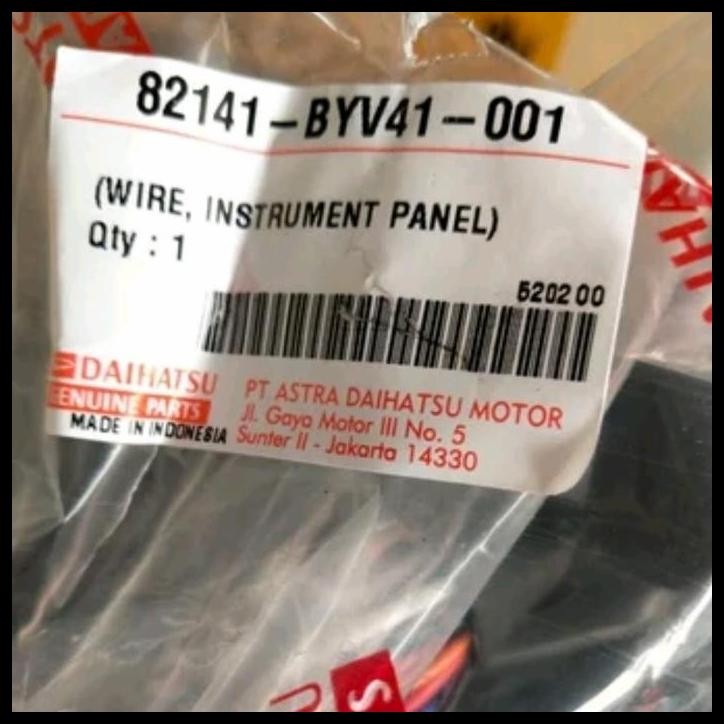 82141-BYV41-001
(WIRE, INSTRUMENT PANEL)
Qty : 1
520200
DAIHATSU
GENUINE PARTS
MADE IN INDONESIA
PT ASTRA DAIHATSU MOTOR
Jl. Gaya Motor III No. 5
Sunter II - Jakarta 14330